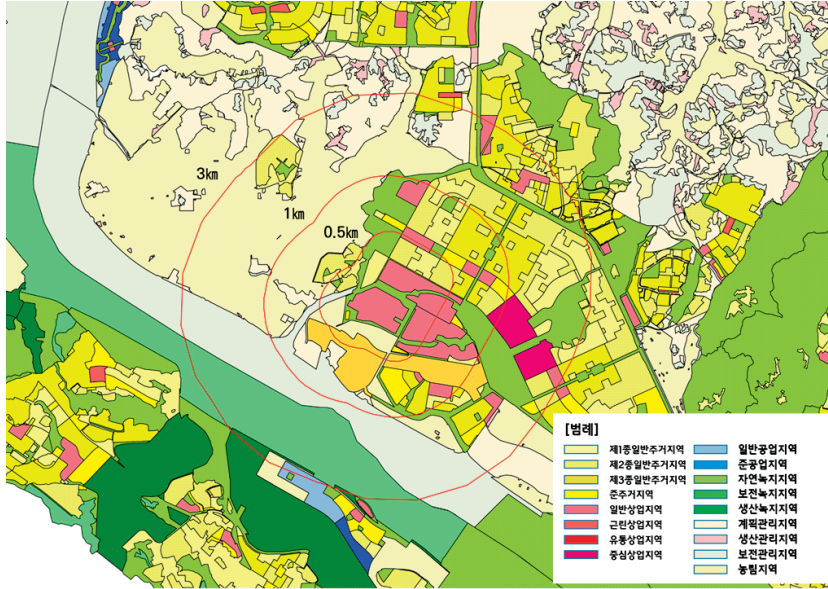 3km
1km
0.5km
[범례]
제1종일반주거지역
제2종일반주거지역
제3종일반주거지역
준주거지역
일반상업지역
근린상업지역
유통상업지역
중심상업지역
일반공업지역
준공업지역
자연녹지지역
보전녹지지역
생산녹지지역
계획관리지역
생산관리지역
보전관리지역
농림지역